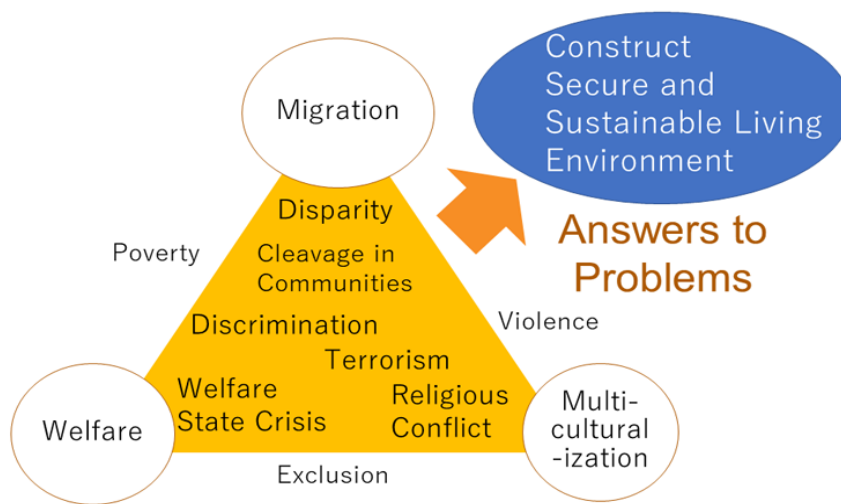 Construct
Secure and
Sustainable Living
Environment
Migration
Answers to
Problems
Disparity
Poverty
Cleavage in
Communities
Discrimination
Violence
Terrorism
Welfare
State Crisis
Religious
Conflict
Welfare
Multi-
cultural
-ization
Exclusion